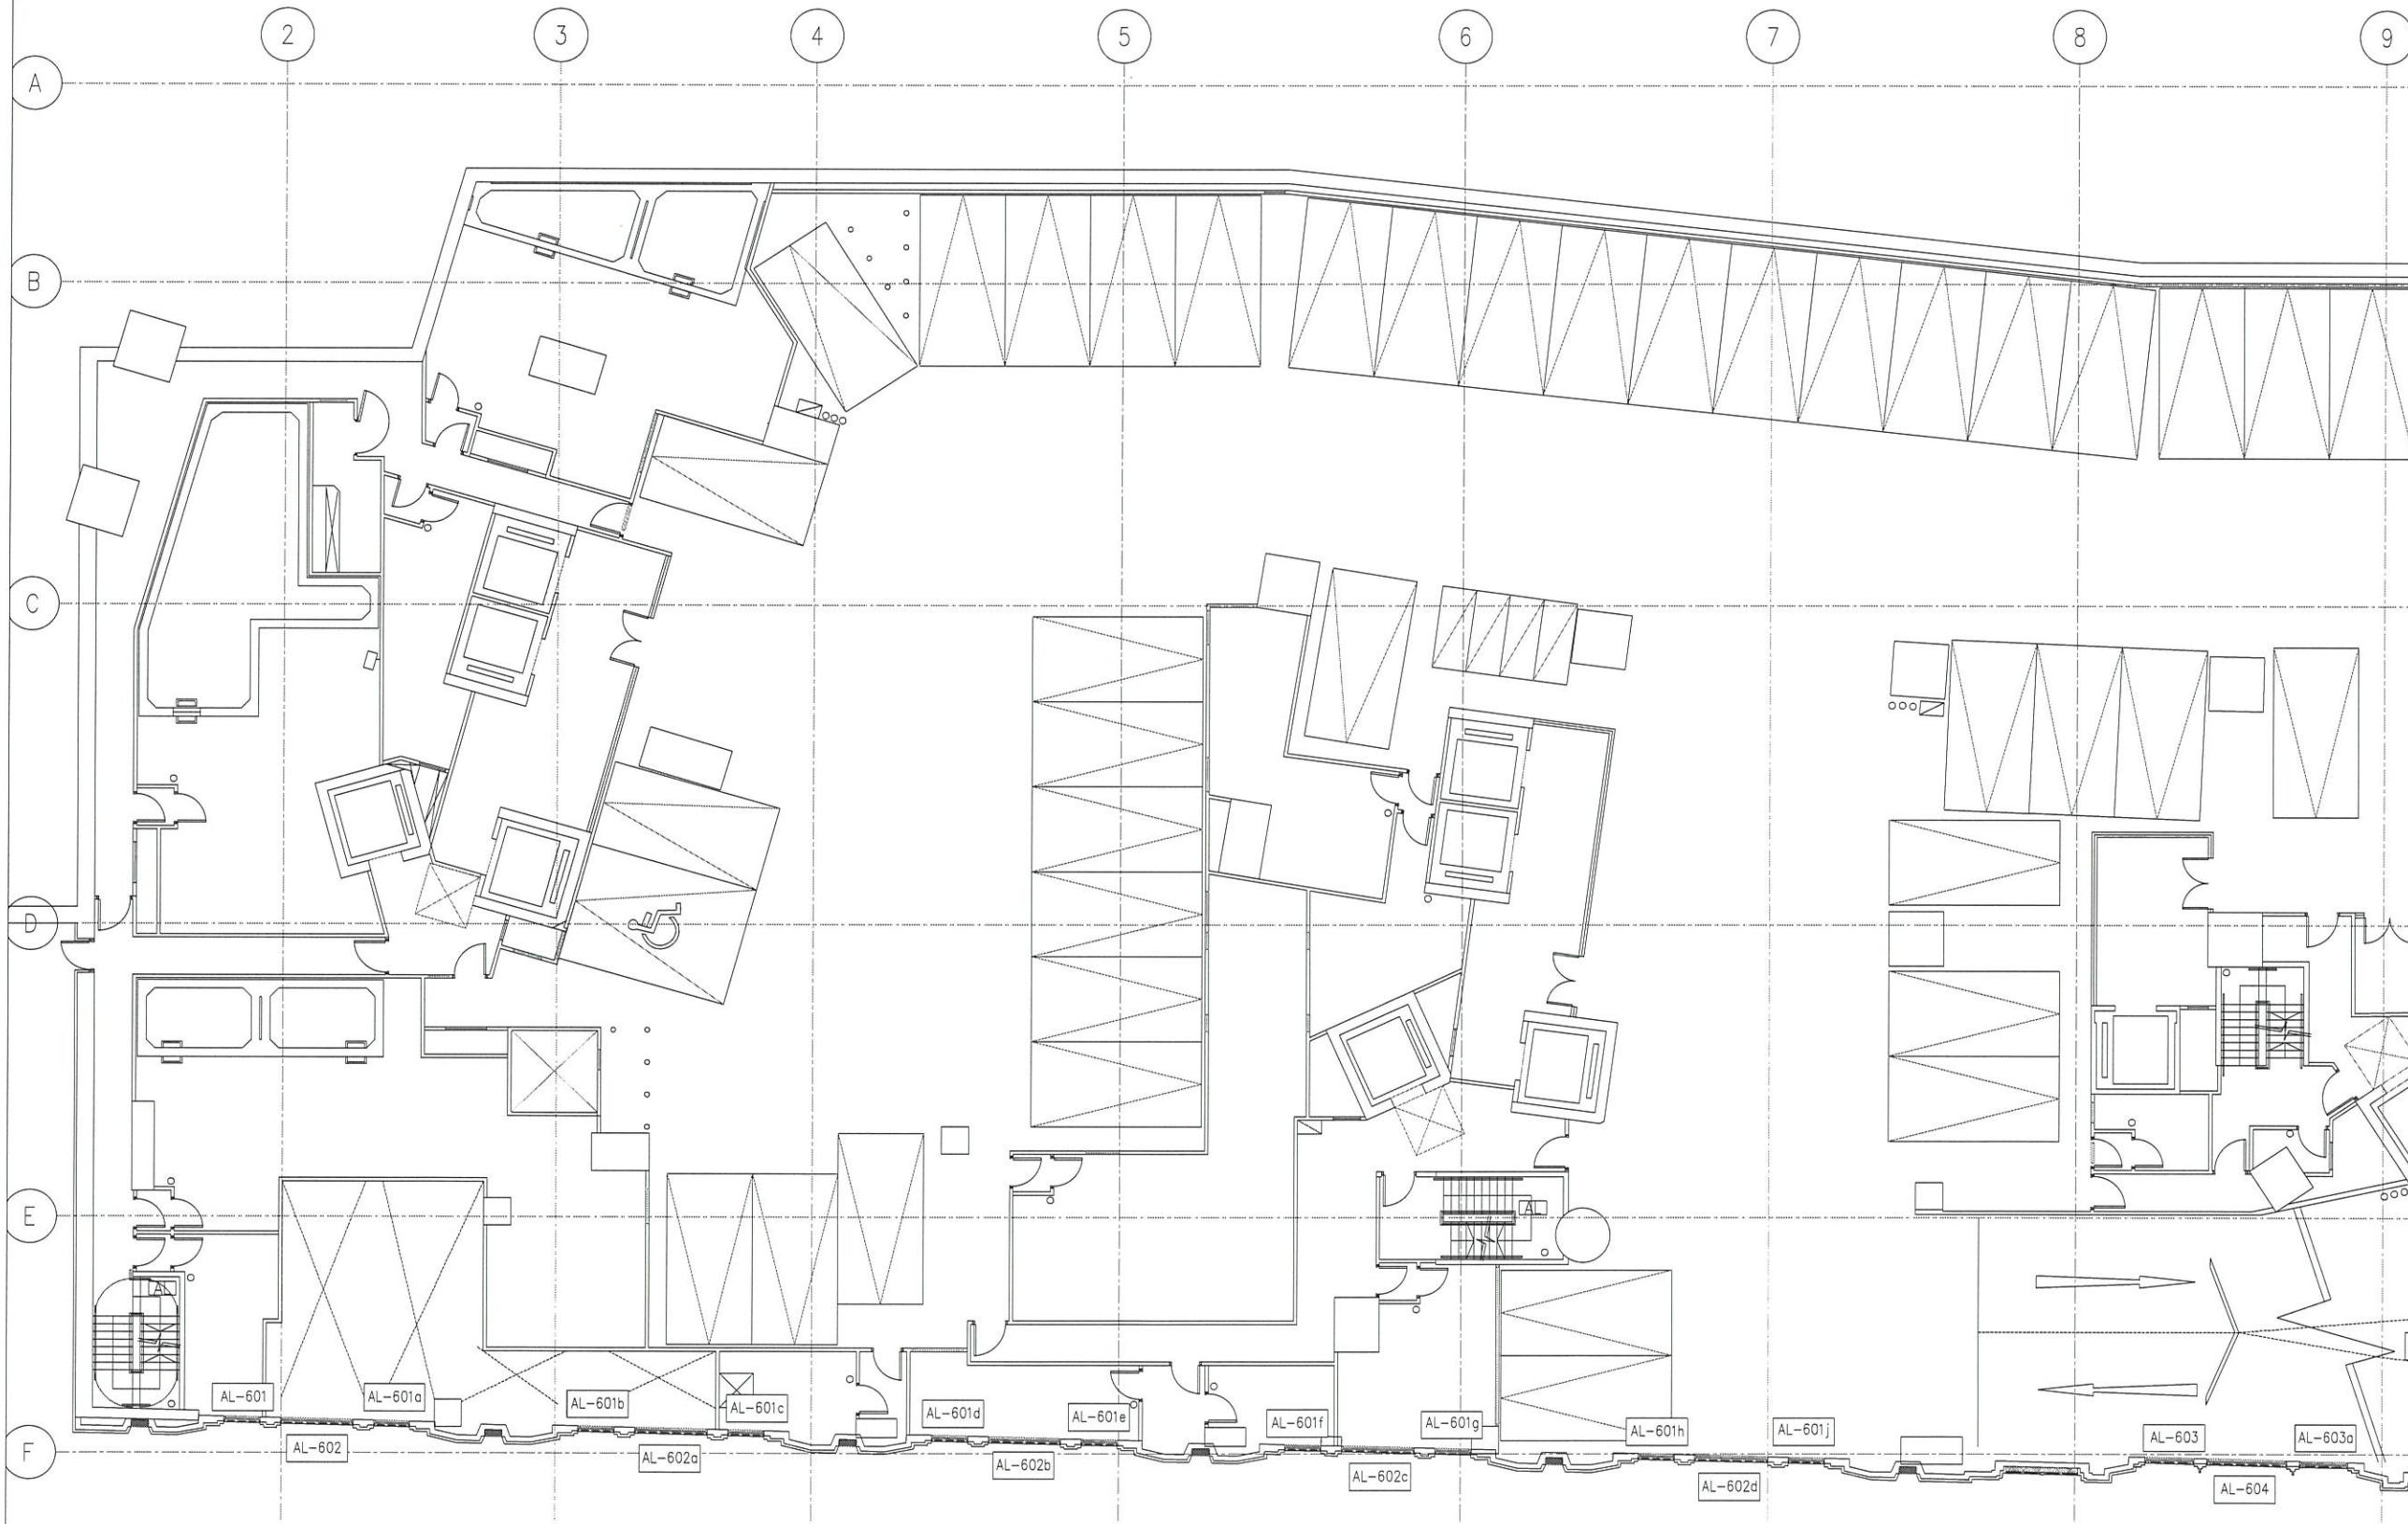 2 3 4 5 6 7 8 9
A
B
C
D
E
A
A
AL-601 AL-601a AL-601b AL-601c AL-601d AL-601e AL-601f AL-601g AL-601h AL-601j AL-603 AL-603a
F
AL-602 AL-602a AL-602b AL-602c AL-602d AL-604